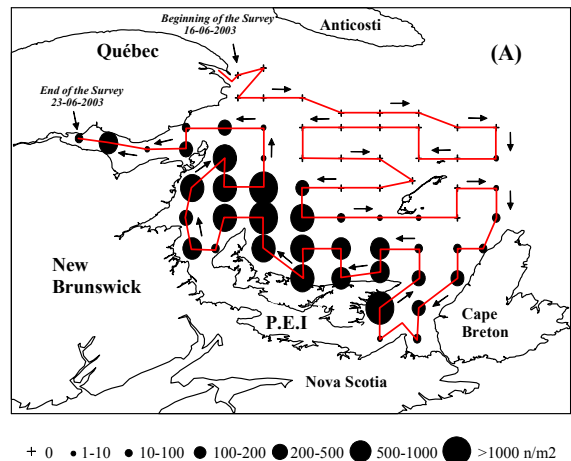 Beginning of the Survey
16-06-2003
Anticosti
Québec
(A)
End of the Survey
23-06-2003
New
Brunswick
P.E.I
Cape
Breton
Nova Scotia
+ 0 • 1-10 • 10-100 • 100-200 • 200-500 • 500-1000 • >1000 n/m2